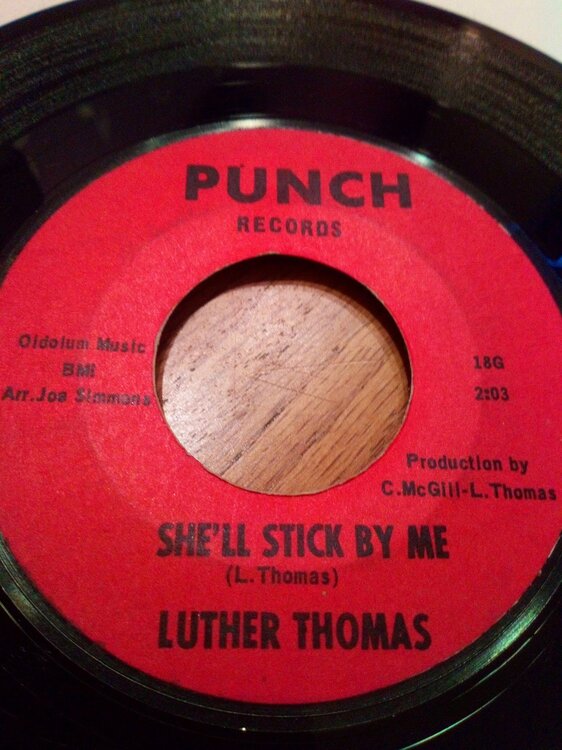 PUNCH
RECORDS
Oldolum Music
BMI
Arr. Joa Simmons
18G
2:03
Production by
C.McGill-L.Thomas
SHE'LL STICK BY ME
(L.Thomas)
LUTHER THOMAS